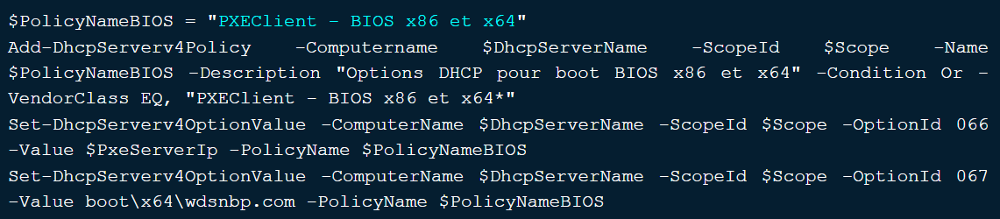 $PolicyNameBIOS = "PXEClient - BIOS x86 et x64"
Add-DhcpServerv4Policy -Computername $DhcpServerName -ScopeId $Scope -Name
$PolicyNameBIOS -Description "Options DHCP pour boot BIOS x86 et x64" -Condition Or -
VendorClass EQ, "PXEClient - BIOS x86 et x64*"
Set-DhcpServerv4OptionValue -ComputerName $DhcpServerName -ScopeId $Scope -OptionId 066
-Value $PxeServerIp -PolicyName $PolicyNameBIOS
Set-DhcpServerv4OptionValue -ComputerName $DhcpServerName -ScopeId $Scope -OptionId 067
-Value boot\x64\wdsnbp.com -PolicyName $PolicyNameBIOS